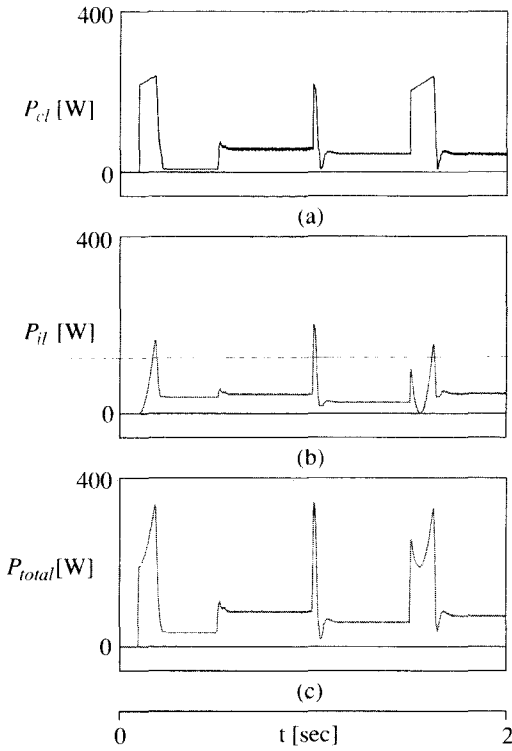 400
P_cl [W]
0
(a)
400
P_il [W]
0
(b)
400
P_total[W]
0
(c)
0 t [sec] 2